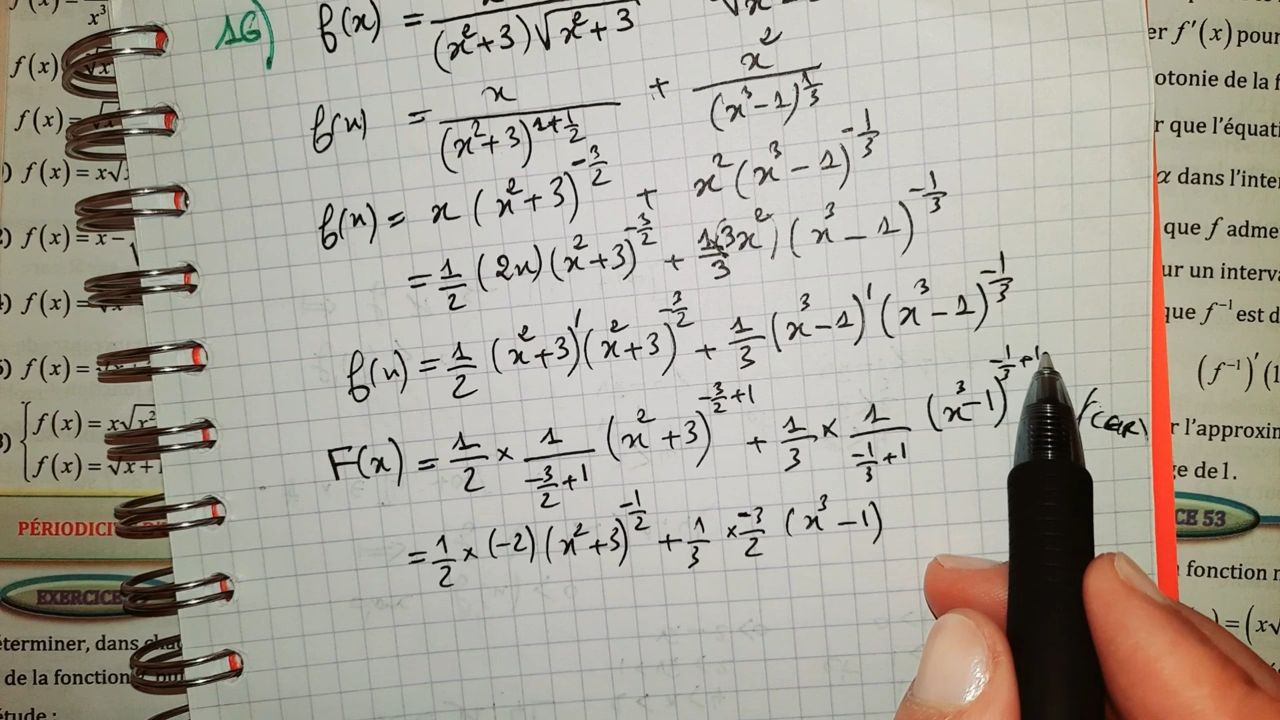 16) f(x) = x/((x²+3)√x²+3)
f(x) = x/(x²+3)^(1+1/2) + x²/(x³-1)^(1/3)
f(x) = x (x²+3)^(-3/2) + x² (x³-1)^(-1/3)
= 1/2 (2x)(x²+3)^(-3/2) + 1/3 (3x²) (x³-1)^(-1/3)
f(x) = 1/2 (x²+3)' (x²+3)^(-3/2) + 1/3 (x³-1)' (x³-1)^(-1/3)
F(x) = 1/2 × 1/(-3/2+1) (x²+3)^(-3/2+1) + 1/3 × 1/(-1/3+1) (x³-1)^(-1/3+1)
= 1/2 × (-2) (x²+3)^(-1/2) + 1/3 × -3/2 (x³-1)
x³
f(x)
f(x)=
f(x) = x√
f(x) = x -
f(x) =
f(x) =
f(x) = x√x²
f(x) = √x+1
PÉRIODICI
EXERCICE
éterminer, dans
de la fonction
étude :
er f'(x) pour
otonie de la f
r que l'équati
α dans l'inte
que f adme
ur un interva
que f⁻¹ est d
(f⁻¹)'(1
r l'approxim
ge de 1.
CE 53
fonction
) = (x√